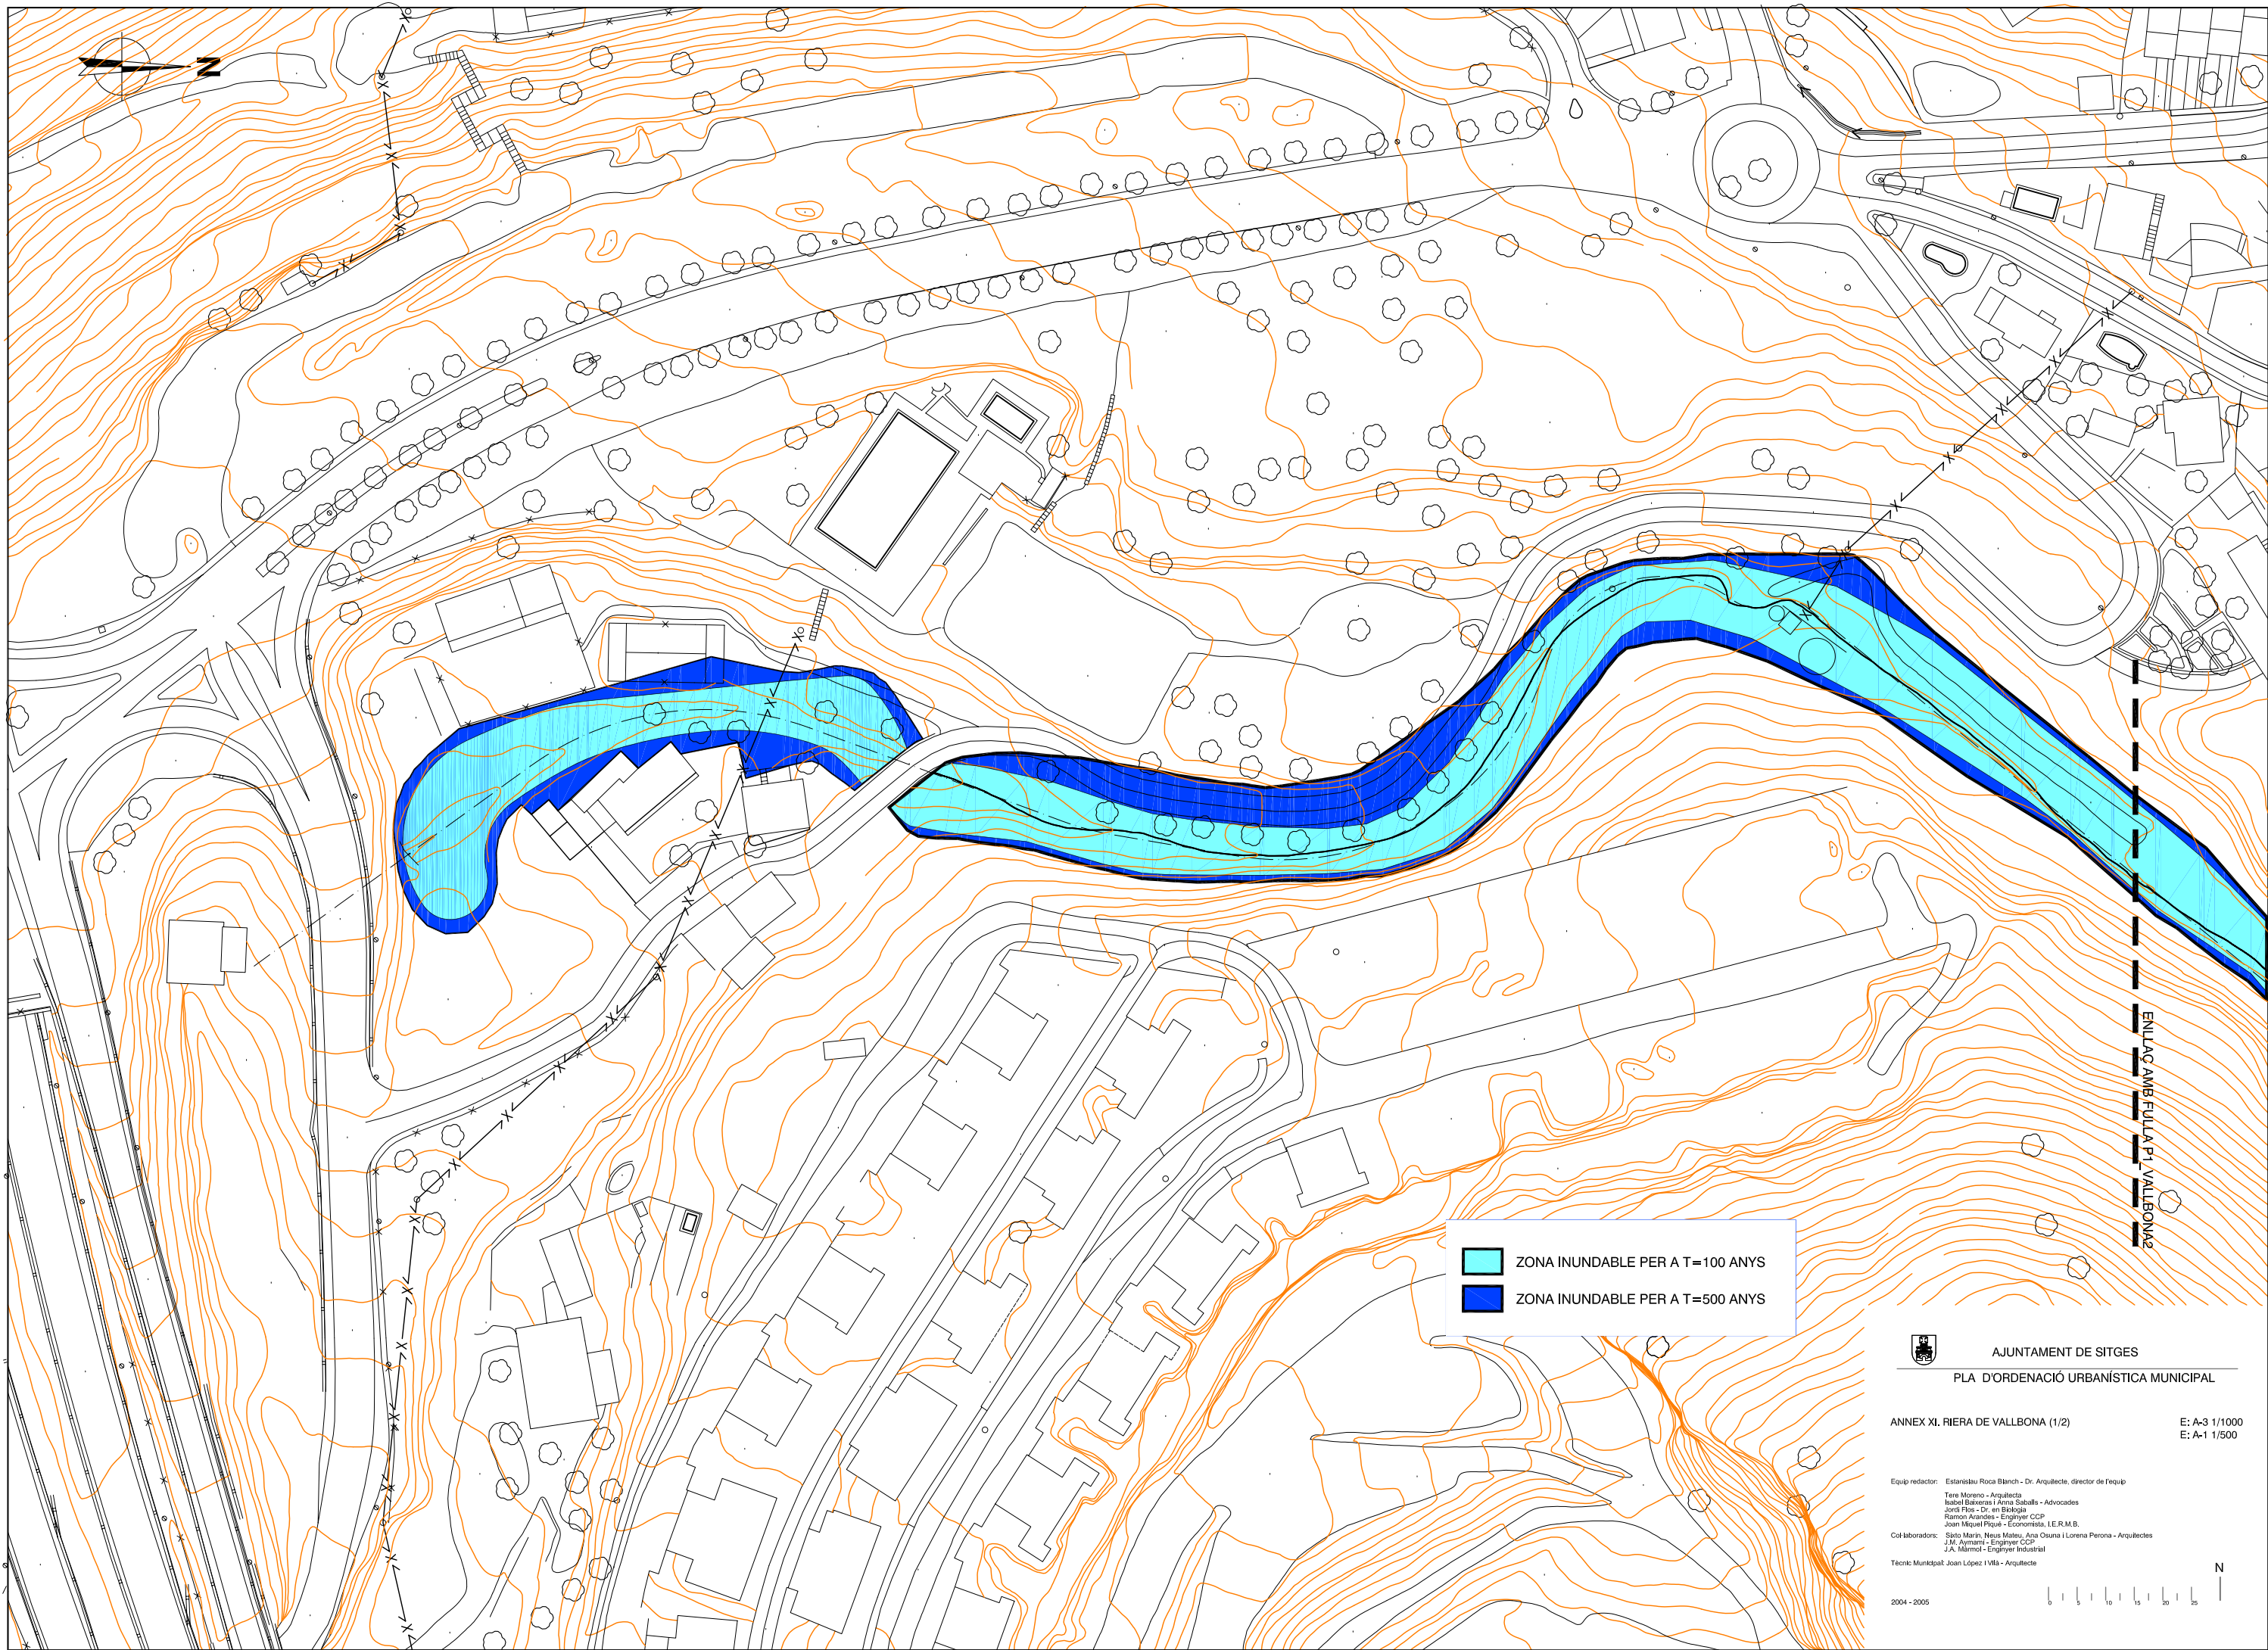 N
ENLLAÇ AMB FULLA P1_VALLBONA2
ZONA INUNDABLE PER A T=100 ANYS
ZONA INUNDABLE PER A T=500 ANYS
AJUNTAMENT DE SITGES
PLA D'ORDENACIÓ URBANÍSTICA MUNICIPAL
ANNEX XI. RIERA DE VALLBONA (1/2)
E: A-3 1/1000
E: A-1 1/500
Equip redactor: Estanislau Roca Blanch - Dr. Arquitecte, director de l'equip
Tere Moreno - Arquitecta
Isabel Baixeras i Anna Saballs - Advocades
Jordi Flos - Dr. en Biologia
Ramon Arandes - Enginyer CCP
Joan Miquel Piqué - Economista, I.E.R.M.B.
Col·laboradors: Sixto Marin, Neus Mateu, Ana Osuna i Lorena Perona - Arquitectes
J.M. Aymamí - Enginyer CCP
J.A. Mármol - Enginyer Industrial
Tècnic Municipal: Joan López i Vilà - Arquitecte
N
2004 - 2005
0 5 10 15 20 25